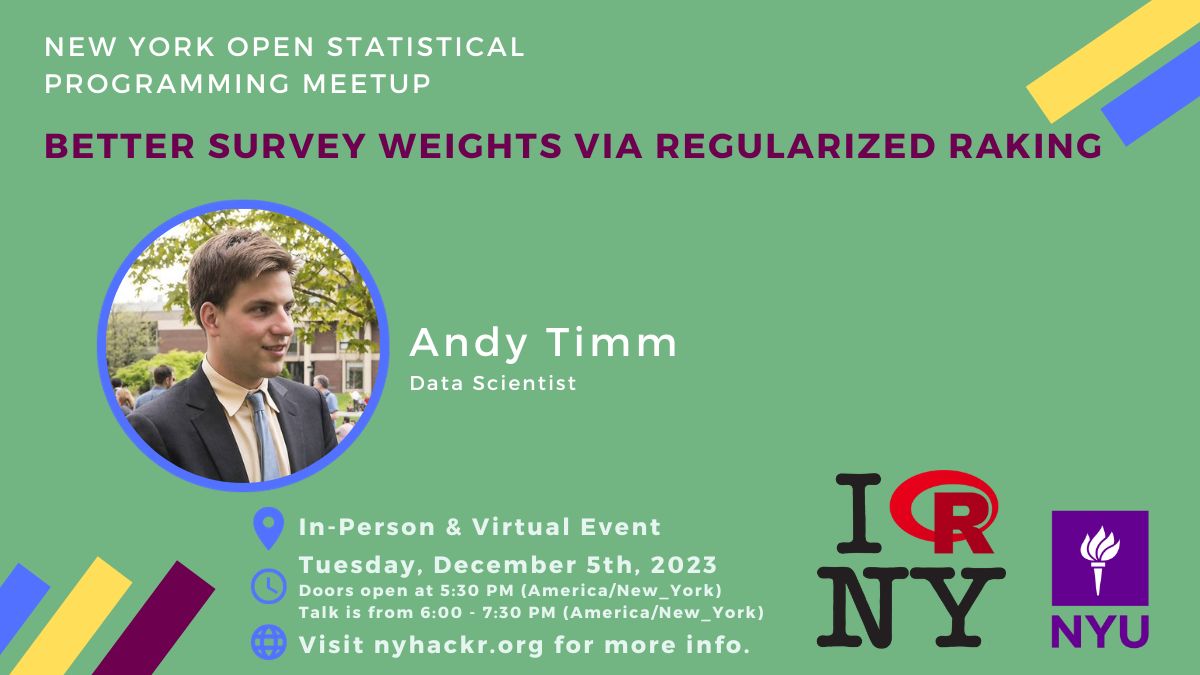 NEW YORK OPEN STATISTICAL
PROGRAMMING MEETUP
BETTER SURVEY WEIGHTS VIA REGULARIZED RAKING
Andy Timm
Data Scientist
In-Person & Virtual Event
Tuesday, December 5th, 2023
Doors open at 5:30 PM (America/New_York)
Talk is from 6:00 - 7:30 PM (America/New_York)
Visit nyhackr.org for more info.
I R
NY
NYU